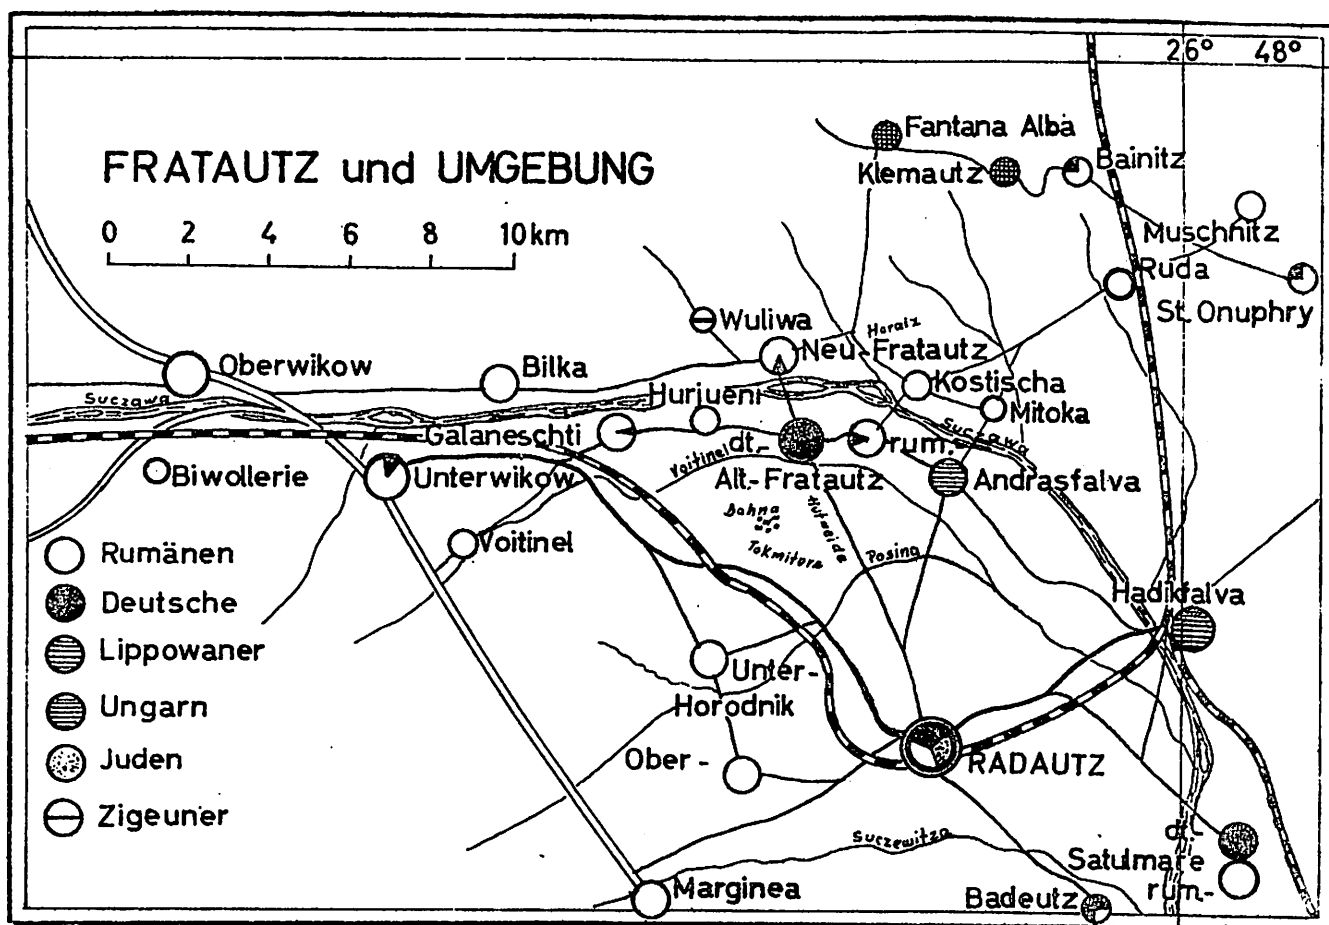 26° 48°
Fantana Alba
Klemautz
Bainitz
FRATAUTZ und UMGEBUNG
0 2 4 6 8 10 km
Muschnitz
Ruda
St. Onuphry
Wuliwa
Horaiz
Neu-Fratautz
Oberwikow
Bilka
Kostischa
Hurjueni
Mitoka
Suczawa
Suczawa
Galaneschti
dt.-
rum.-
Voitinel
Alt-Fratautz
Andrasfalva
Biwollerie
Unterwikow
Bahna
Hutweide
Tokmitura
Posina
Voitinel
Rumänen
Deutsche
Lippowaner
Ungarn
Juden
Zigeuner
Hadikfalva
Unter-
Horodnik
Ober-
RADAUTZ
Suczewitza
dt.-
Satulmare
rum.-
Marginea
Badeutz